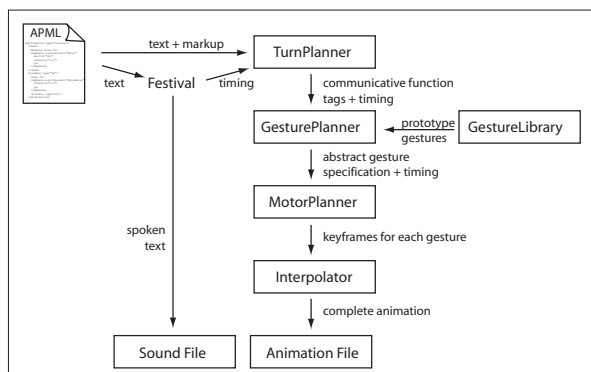 APML
text + markup
TurnPlanner
text
Festival
timing
communicative function
tags + timing
GesturePlanner
prototype
gestures
GestureLibrary
abstract gesture
specification + timing
MotorPlanner
spoken
text
keyframes for each gesture
Interpolator
complete animation
Sound File
Animation File